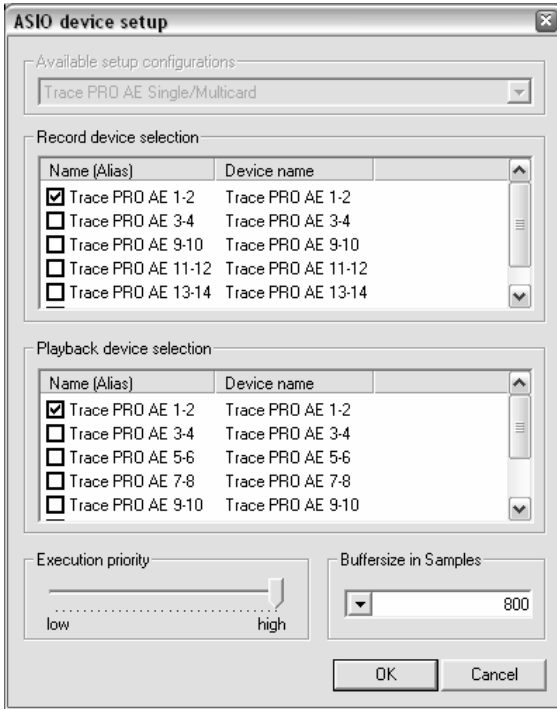 ASIO device setup
Available setup configurations
Trace PRO AE Single/Multicard
Record device selection
Name (Alias) Device name
Trace PRO AE 1-2 Trace PRO AE 1-2
Trace PRO AE 3-4 Trace PRO AE 3-4
Trace PRO AE 9-10 Trace PRO AE 9-10
Trace PRO AE 11-12 Trace PRO AE 11-12
Trace PRO AE 13-14 Trace PRO AE 13-14
Playback device selection
Name (Alias) Device name
Trace PRO AE 1-2 Trace PRO AE 1-2
Trace PRO AE 3-4 Trace PRO AE 3-4
Trace PRO AE 5-6 Trace PRO AE 5-6
Trace PRO AE 7-8 Trace PRO AE 7-8
Trace PRO AE 9-10 Trace PRO AE 9-10
Execution priority
low high
Buffersize in Samples
800
OK Cancel